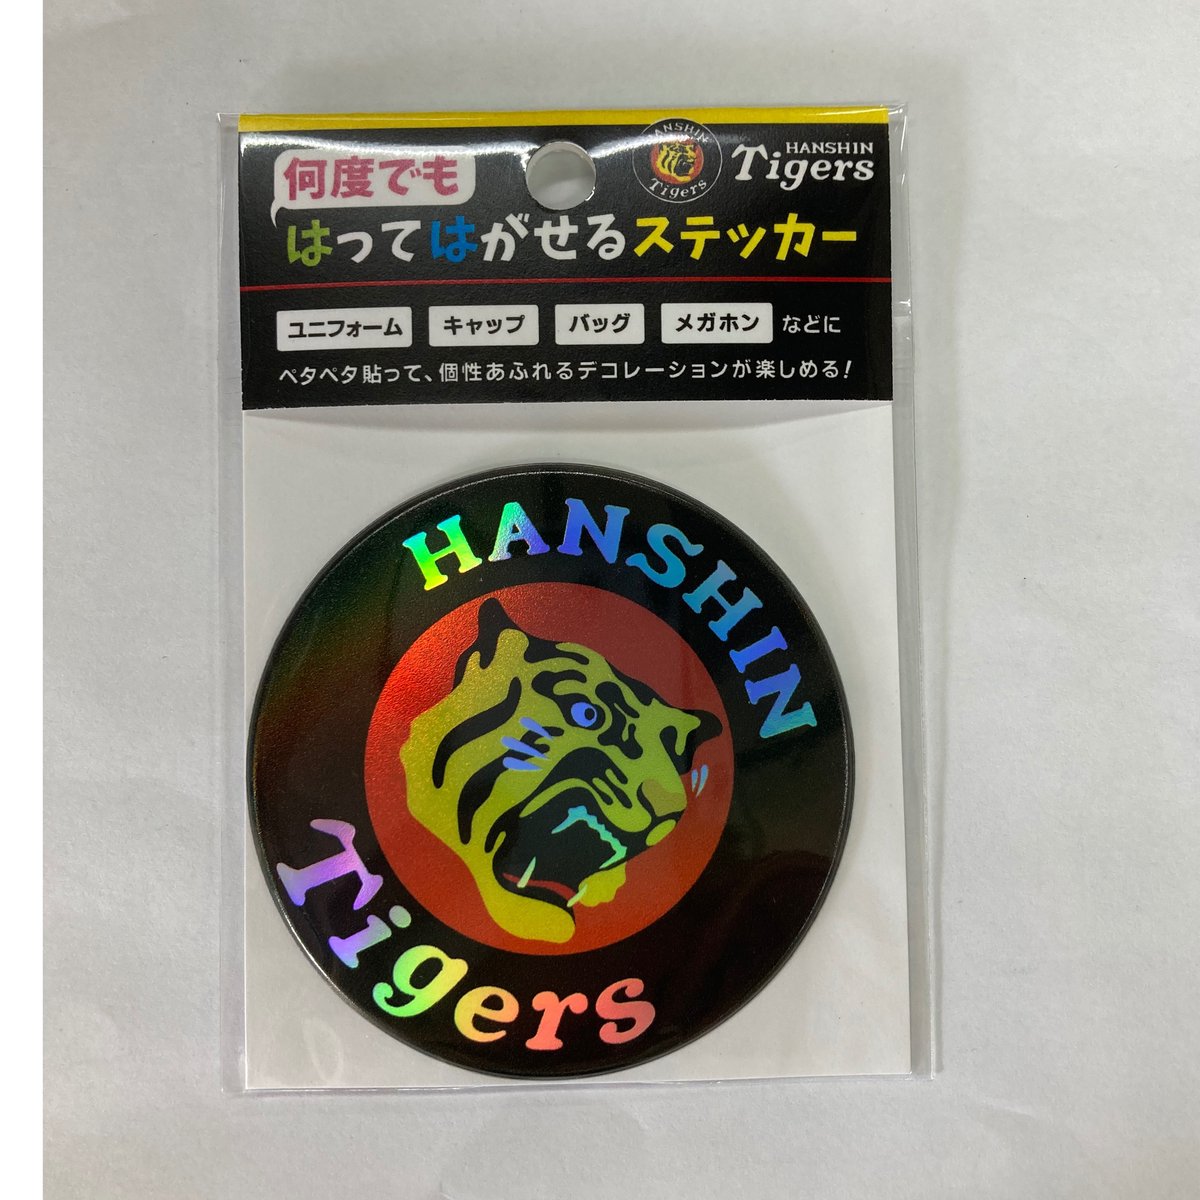 何度でも
はってはがせるステッカー
HANSHIN
Tigers
HANSHIN
Tigers
ユニフォーム キャップ バッグ メガホン などに
ペタペタ貼って、個性あふれるデコレーションが楽しめる!
HANSHIN
Tigers